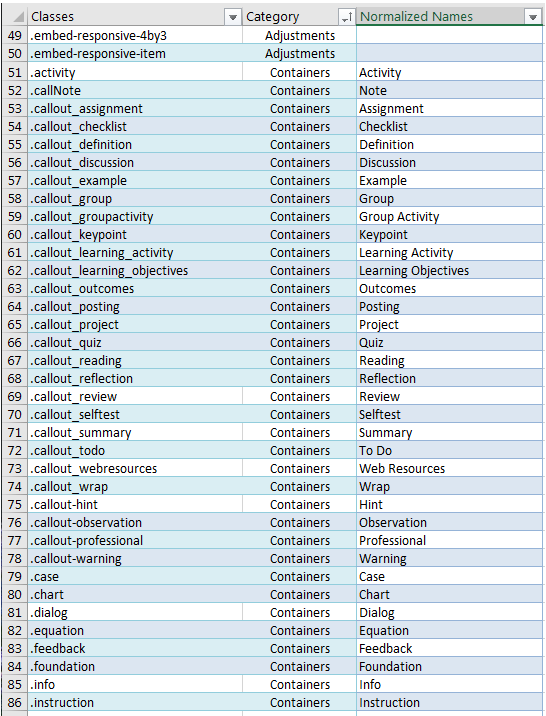 Classes Category Normalized Names
49 .embed-responsive-4by3 Adjustments
50 .embed-responsive-item Adjustments
51 .activity Containers Activity
52 .callNote Containers Note
53 .callout_assignment Containers Assignment
54 .callout_checklist Containers Checklist
55 .callout_definition Containers Definition
56 .callout_discussion Containers Discussion
57 .callout_example Containers Example
58 .callout_group Containers Group
59 .callout_groupactivity Containers Group Activity
60 .callout_keypoint Containers Keypoint
61 .callout_learning_activity Containers Learning Activity
62 .callout_learning_objectives Containers Learning Objectives
63 .callout_outcomes Containers Outcomes
64 .callout_posting Containers Posting
65 .callout_project Containers Project
66 .callout_quiz Containers Quiz
67 .callout_reading Containers Reading
68 .callout_reflection Containers Reflection
69 .callout_review Containers Review
70 .callout_selftest Containers Selftest
71 .callout_summary Containers Summary
72 .callout_todo Containers To Do
73 .callout_webresources Containers Web Resources
74 .callout_wrap Containers Wrap
75 .callout-hint Containers Hint
76 .callout-observation Containers Observation
77 .callout-professional Containers Professional
78 .callout-warning Containers Warning
79 .case Containers Case
80 .chart Containers Chart
81 .dialog Containers Dialog
82 .equation Containers Equation
83 .feedback Containers Feedback
84 .foundation Containers Foundation
85 .info Containers Info
86 .instruction Containers Instruction